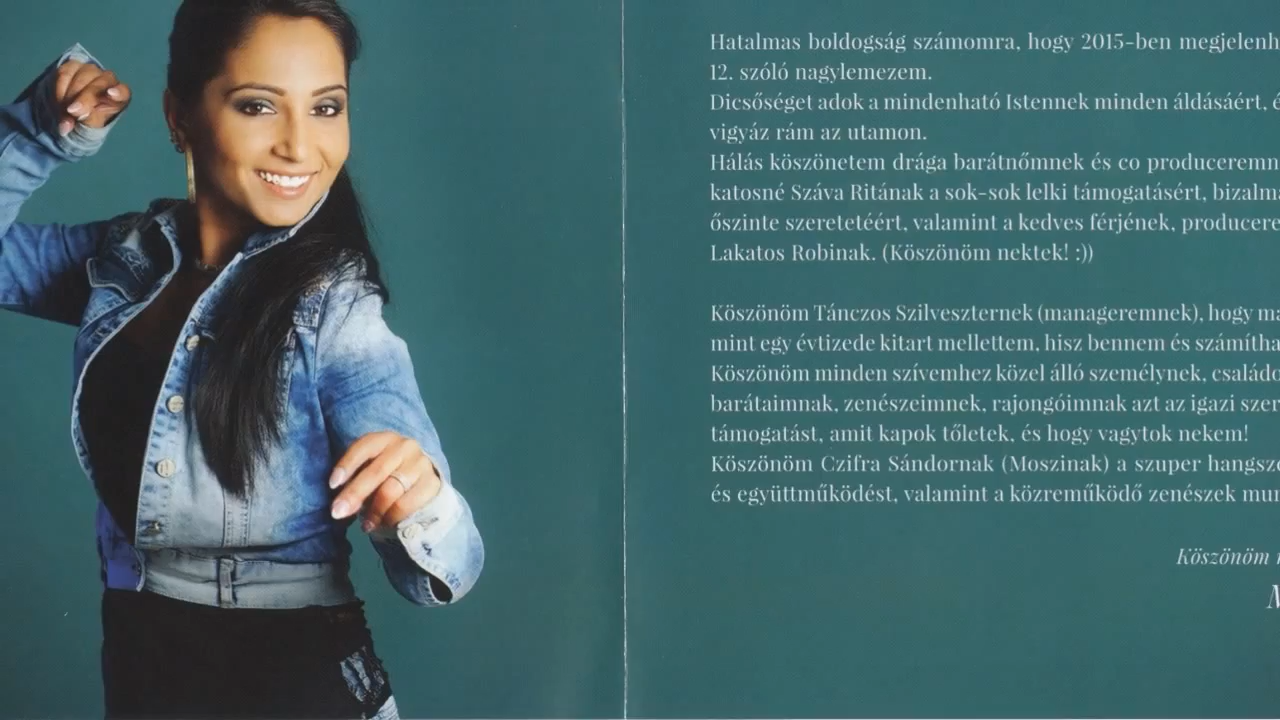 Hatalmas boldogság számomra, hogy 2015-ben megjelenh
12. szóló nagylemezem.
Dicsőséget adok a mindenható Istennek minden áldásáért, é
vigyáz rám az utamon.
Hálás köszönetem drága barátnőmnek és co produceremn
katosné Száva Ritának a sok-sok lelki támogatásért, bizalma
őszinte szeretetéért, valamint a kedves férjének, producere
Lakatos Robinak. (Köszönöm nektek! :))
Köszönöm Tánczos Szilveszternek (manageremnek), hogy ma
mint egy évtizede kitart mellettem, hisz bennem és számítha
Köszönöm minden szívemhez közel álló személynek, családo
barátaimnak, zenészeimnek, rajongóimnak azt az igazi szer
támogatást, amit kapok tőletek, és hogy vagytok nekem!
Köszönöm Czifra Sándornak (Moszinak) a szuper hangsze
és együttműködést, valamint a közreműködő zenészek mun
Köszönöm